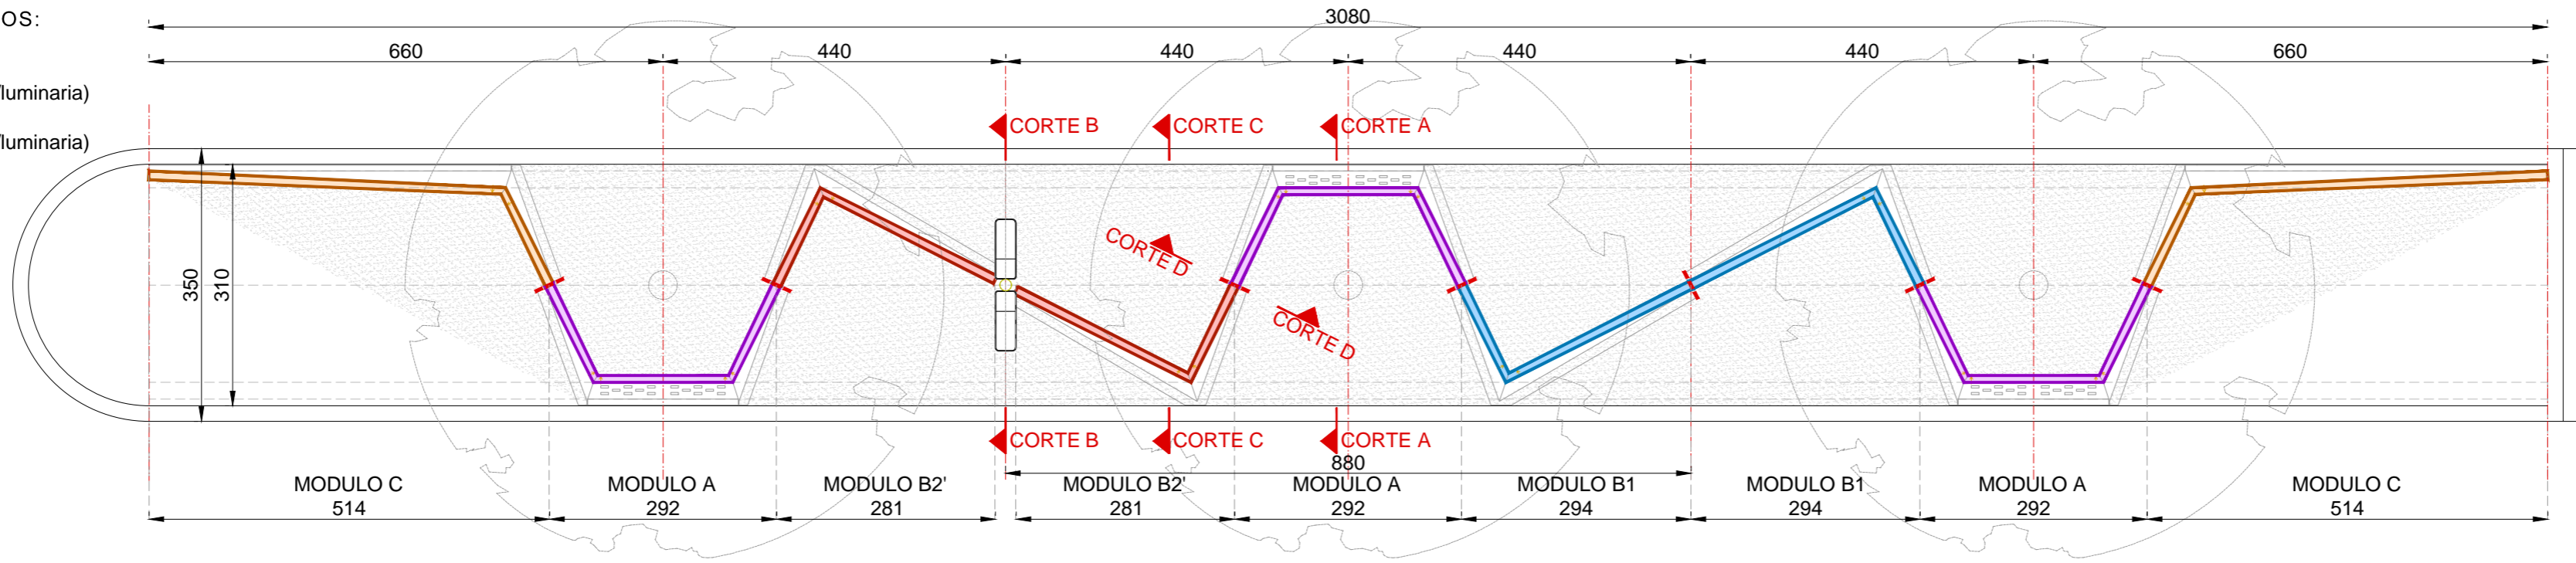 OS:
3080
660 440 440 440 440 660
luminaria)
luminaria)
CORTE B CORTE C CORTE A
CORTE D
350
310
CORTE D
CORTE B CORTE C CORTE A
880
MODULO C MODULO A MODULO B2' MODULO B2' MODULO A MODULO B1 MODULO B1 MODULO A MODULO C
514 292 281 281 292 294 294 292 514